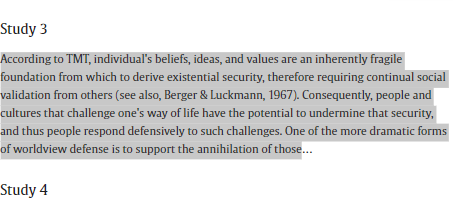 Study 3
According to TMT, individual's beliefs, ideas, and values are an inherently fragile
foundation from which to derive existential security, therefore requiring continual social
validation from others (see also, Berger & Luckmann, 1967). Consequently, people and
cultures that challenge one's way of life have the potential to undermine that security,
and thus people respond defensively to such challenges. One of the more dramatic forms
of worldview defense is to support the annihilation of those...
Study 4